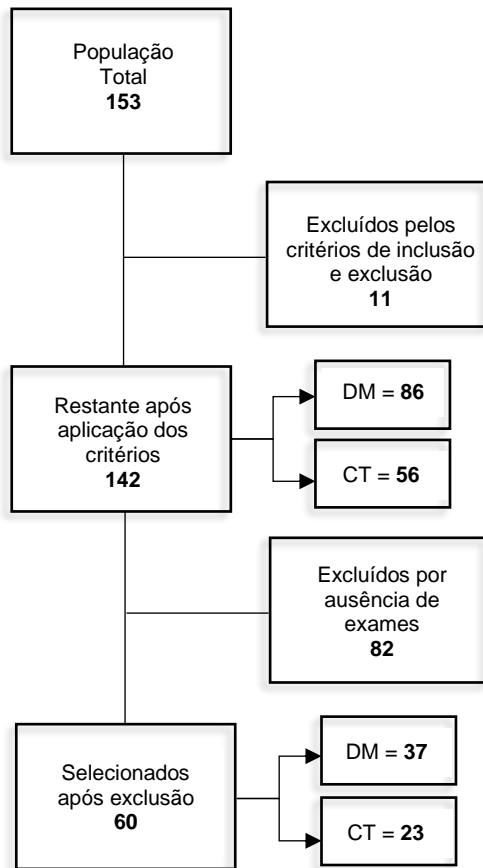 População
Total
153
Excluídos pelos
critérios de inclusão
e exclusão
11
Restante após
aplicação dos
critérios
142
DM = 86
CT = 56
Excluídos por
ausência de
exames
82
Selecionados
após exclusão
60
DM = 37
CT = 23